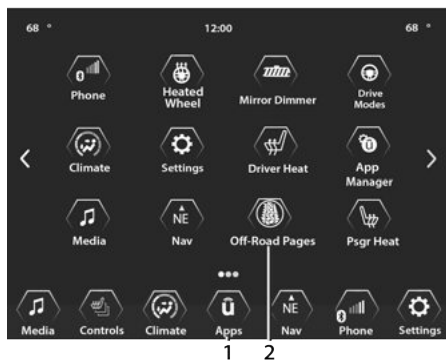 68 °
12:00
68 °
Phone
Heated
Wheel
Mirror Dimmer
Drive
Modes
Climate
Settings
Driver Heat
App
Manager
NE
Media
Nav
Off-Road Pages
Psgr Heat
NE
Media
Controls
Climate
Apps
Nav
Phone
Settings
1
2